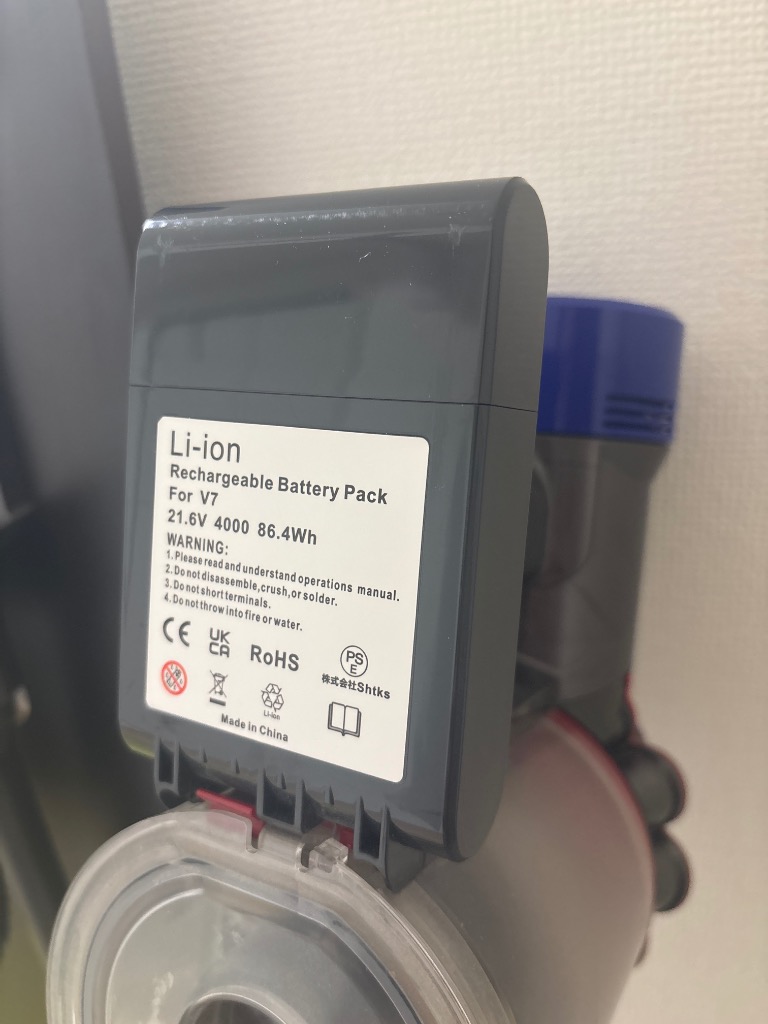 Li-ion
Rechargeable Battery Pack
For V7
21.6V 4000 86.4Wh
WARNING:
1. Please read and understand operations manual.
2. Do not disassemble, crush, or solder.
3. Do not short terminals.
4. Do not throw into fire or water.
CE UK CA RoHS PS E
株式会社Shtks
Li-ion
Made in China